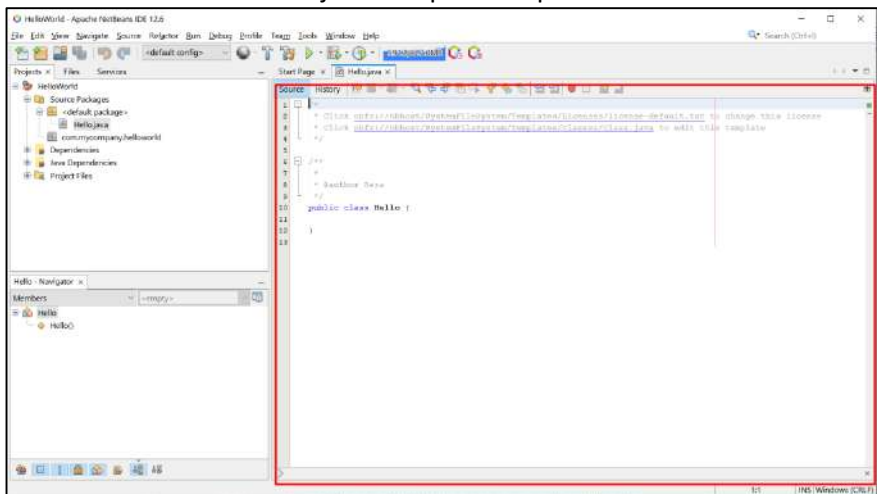 HelloWorld - Apache NetBeans IDE 12.6
File Edit View Navigate Source Refactor Run Debug Profile Team Tools Window Help
Search (Ctrl+I)
<default config>
Projects × Files Services
Start Page × Hello.java ×
HelloWorld
Source Packages
<default package>
Hello.java
com.mycompany.helloworld
Dependencies
Java Dependencies
Project Files
Source History
1 /*
2 * Click nbfs://nbhost/SystemFileSystem/Templates/Licenses/license-default.txt to change this license
3 * Click nbfs://nbhost/SystemFileSystem/Templates/Classes/Class.java to edit this template
4 */
5
6 /**
7 *
8 * @author
9 */
10 public class Hello {
11
12 }
13
Hello - Navigator ×
Members <empty>
Hello
Hello()
1:1 INS Windows (CRLF)